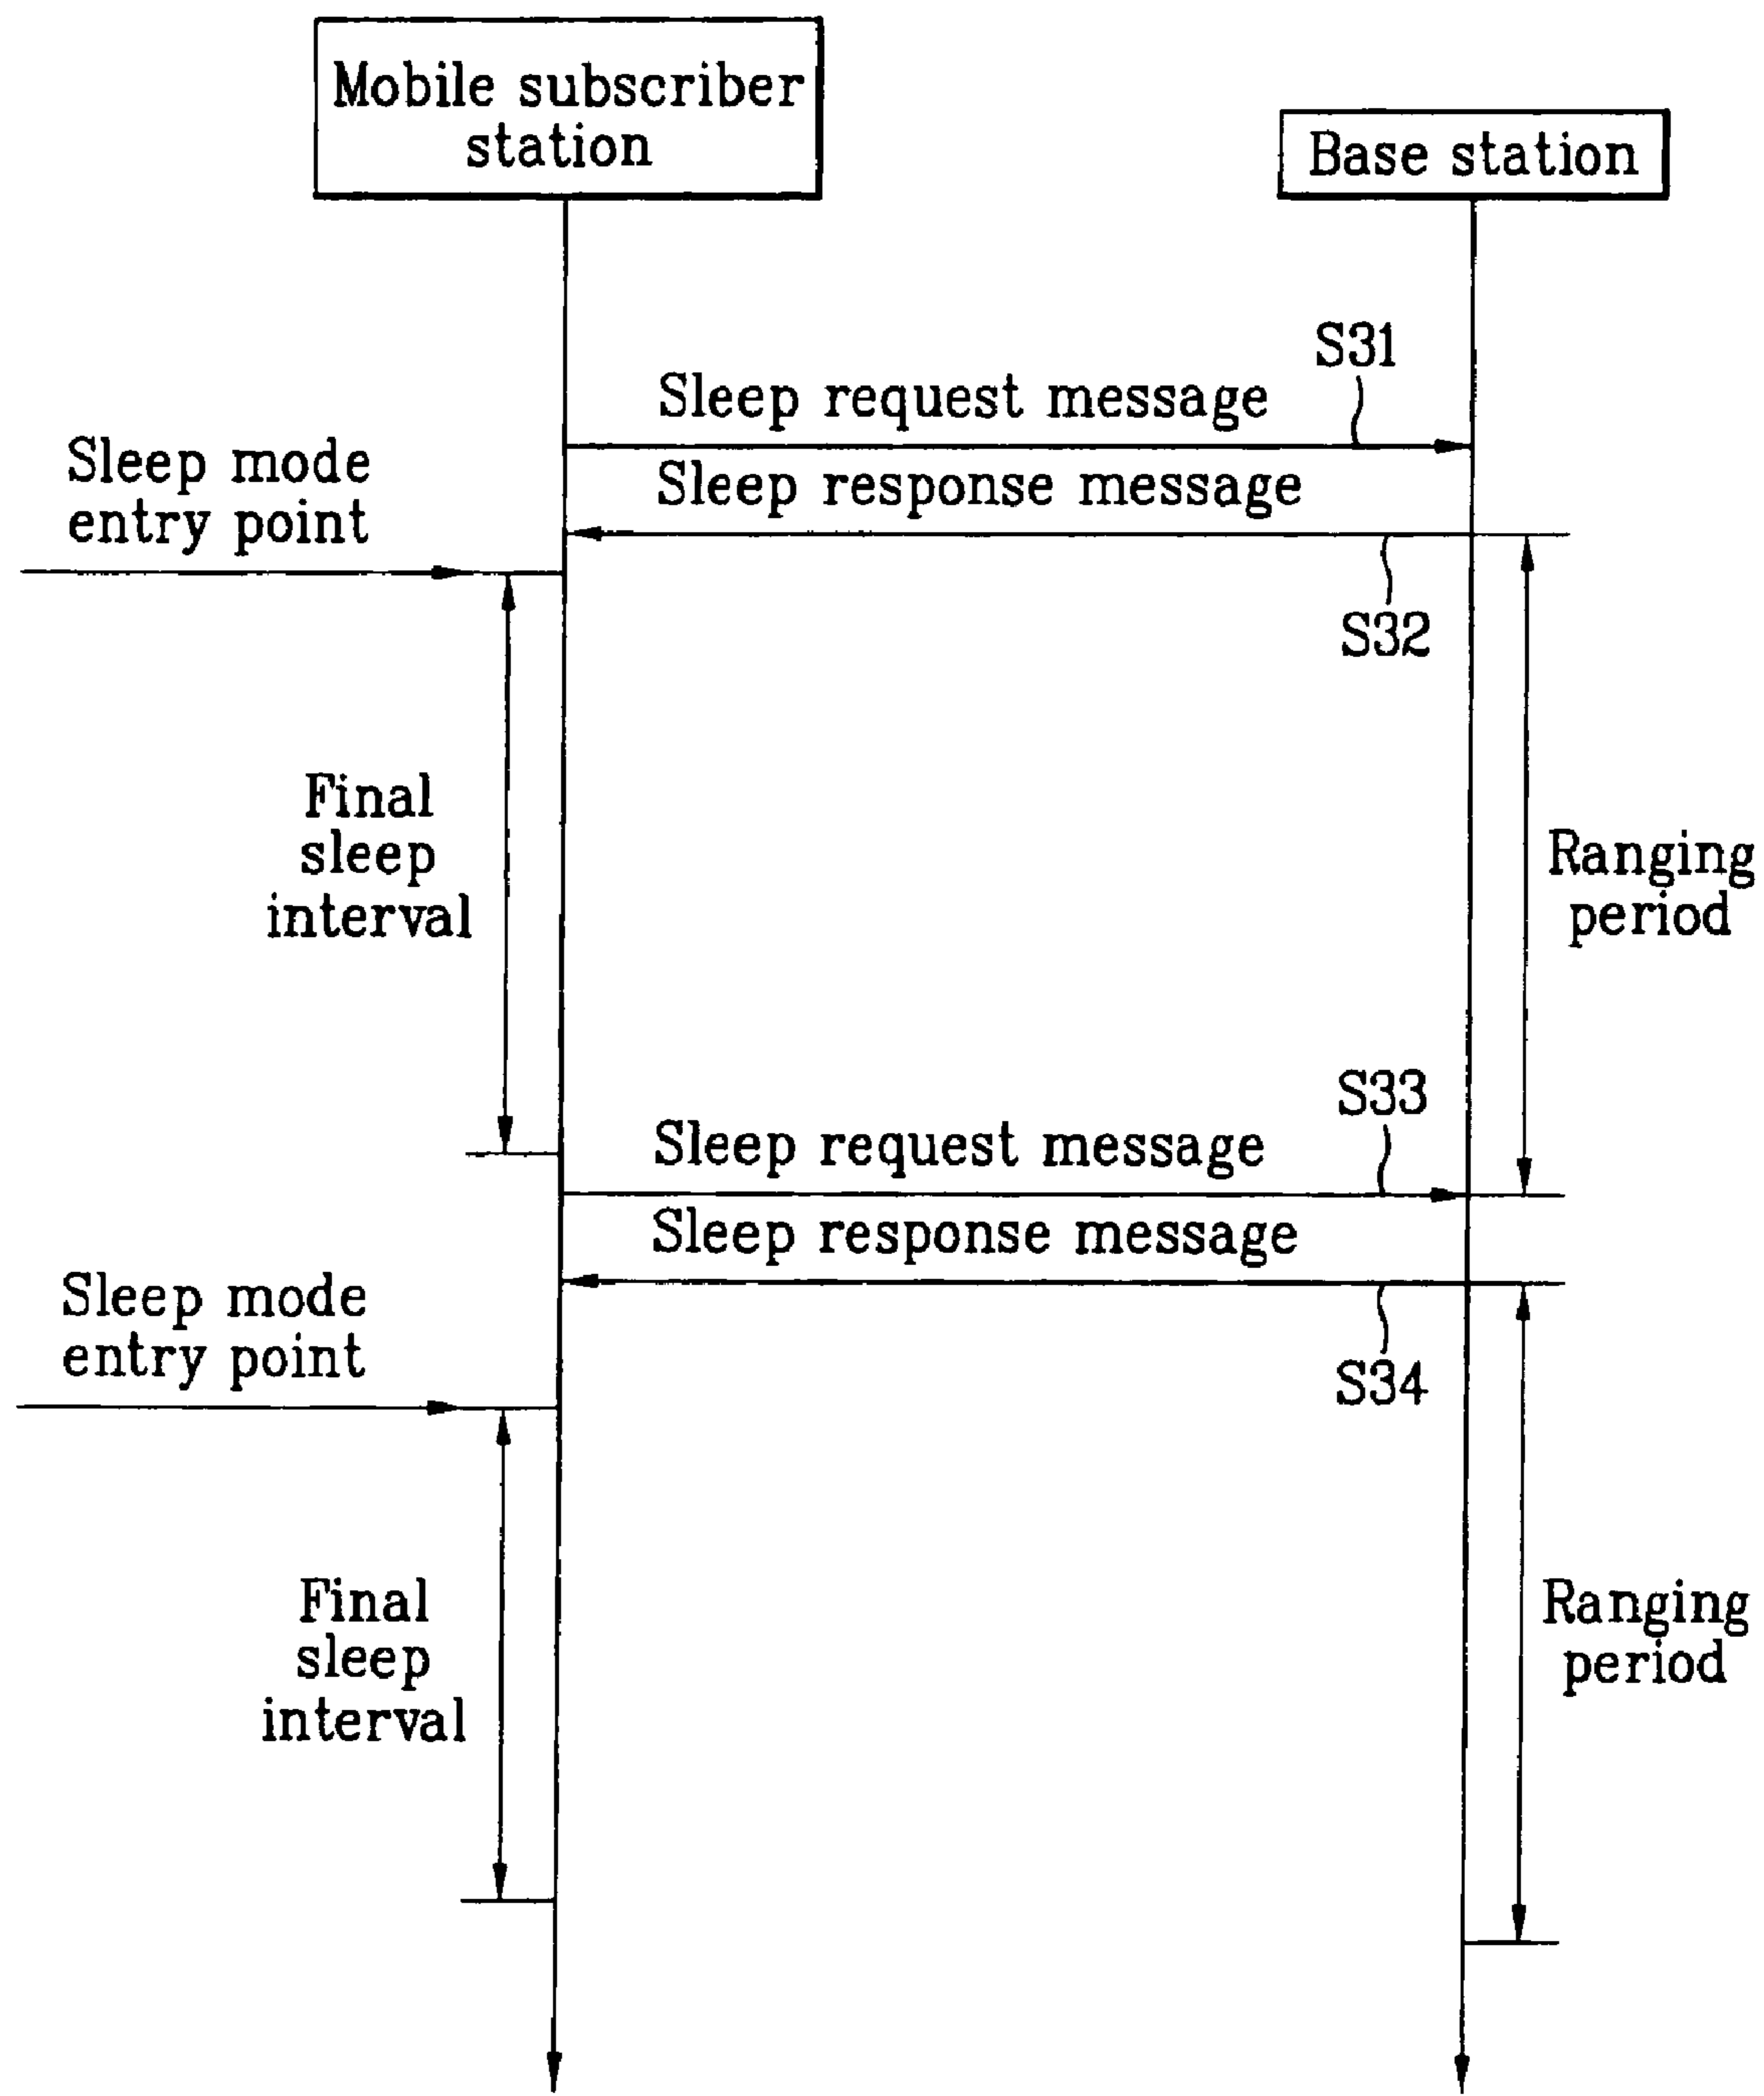 Mobile subscriber
station
Base station
S31
Sleep request message
Sleep mode
entry point
Sleep response message
S32
Final
sleep
interval
Ranging
period
S33
Sleep request message
Sleep response message
Sleep mode
entry point
S34
Final
sleep
interval
Ranging
period